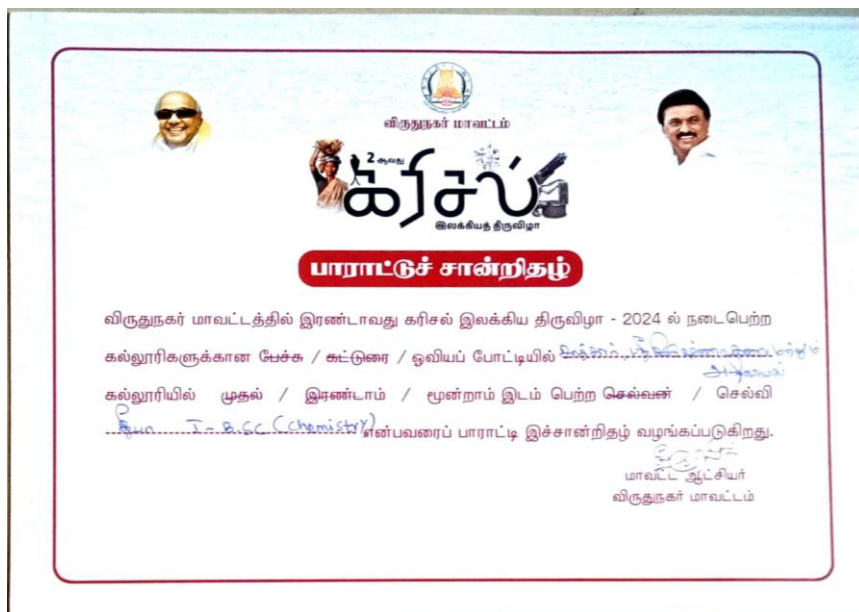 விருதுநகர் மாவட்டம்
2 ஆவது
கரிசல்
இலக்கியத் திருவிழா
பாராட்டுச் சான்றிதழ்
விருதுநகர் மாவட்டத்தில் இரண்டாவது கரிசல் இலக்கிய திருவிழா - 2024 ல் நடைபெற்ற
கல்லூரிகளுக்கான பேச்சு / கட்டுரை / ஓவியப் போட்டியில் மற்றும்
கல்லூரியில் முதல் / இரண்டாம் / மூன்றாம் இடம் பெற்ற செல்வன் / செல்வி
I - B.SC (Chemistry) என்பவரைப் பாராட்டி இச்சான்றிதழ் வழங்கப்படுகிறது.
மாவட்ட ஆட்சியர்
விருதுநகர் மாவட்டம்